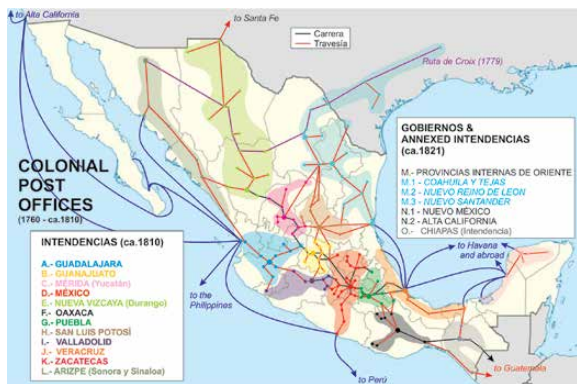 to Alta California
to Santa Fe
Carrera
Travesía
Ruta de Croix (1779)
COLONIAL
POST
OFFICES
(1760 - ca.1810)
GOBIERNOS &
ANNEXED INTENDENCIAS
(ca.1821)
M.- PROVINCIAS INTERNAS DE ORIENTE
M.1 - COAHUILA Y TEJAS
M.2 - NUEVO REINO DE LEON
M.3 - NUEVO SANTANDER
N.1 - NUEVO MÉXICO
N.2 - ALTA CALIFORNIA
O.- CHIAPAS (Intendencia)
INTENDENCIAS (ca.1810)
A.- GUADALAJARA
B.- GUANAJUATO
C.- MÉRIDA (Yucatán)
D.- MÉXICO
E.- NUEVA VIZCAYA (Durango)
F.- OAXACA
G.- PUEBLA
H.- SAN LUIS POTOSÍ
I.- VALLADOLID
J.- VERACRUZ
K.- ZACATECAS
L.- ARIZPE (Sonora y Sinaloa)
to Havana
and abroad
to the
Philippines
to Perú
to Guatemala